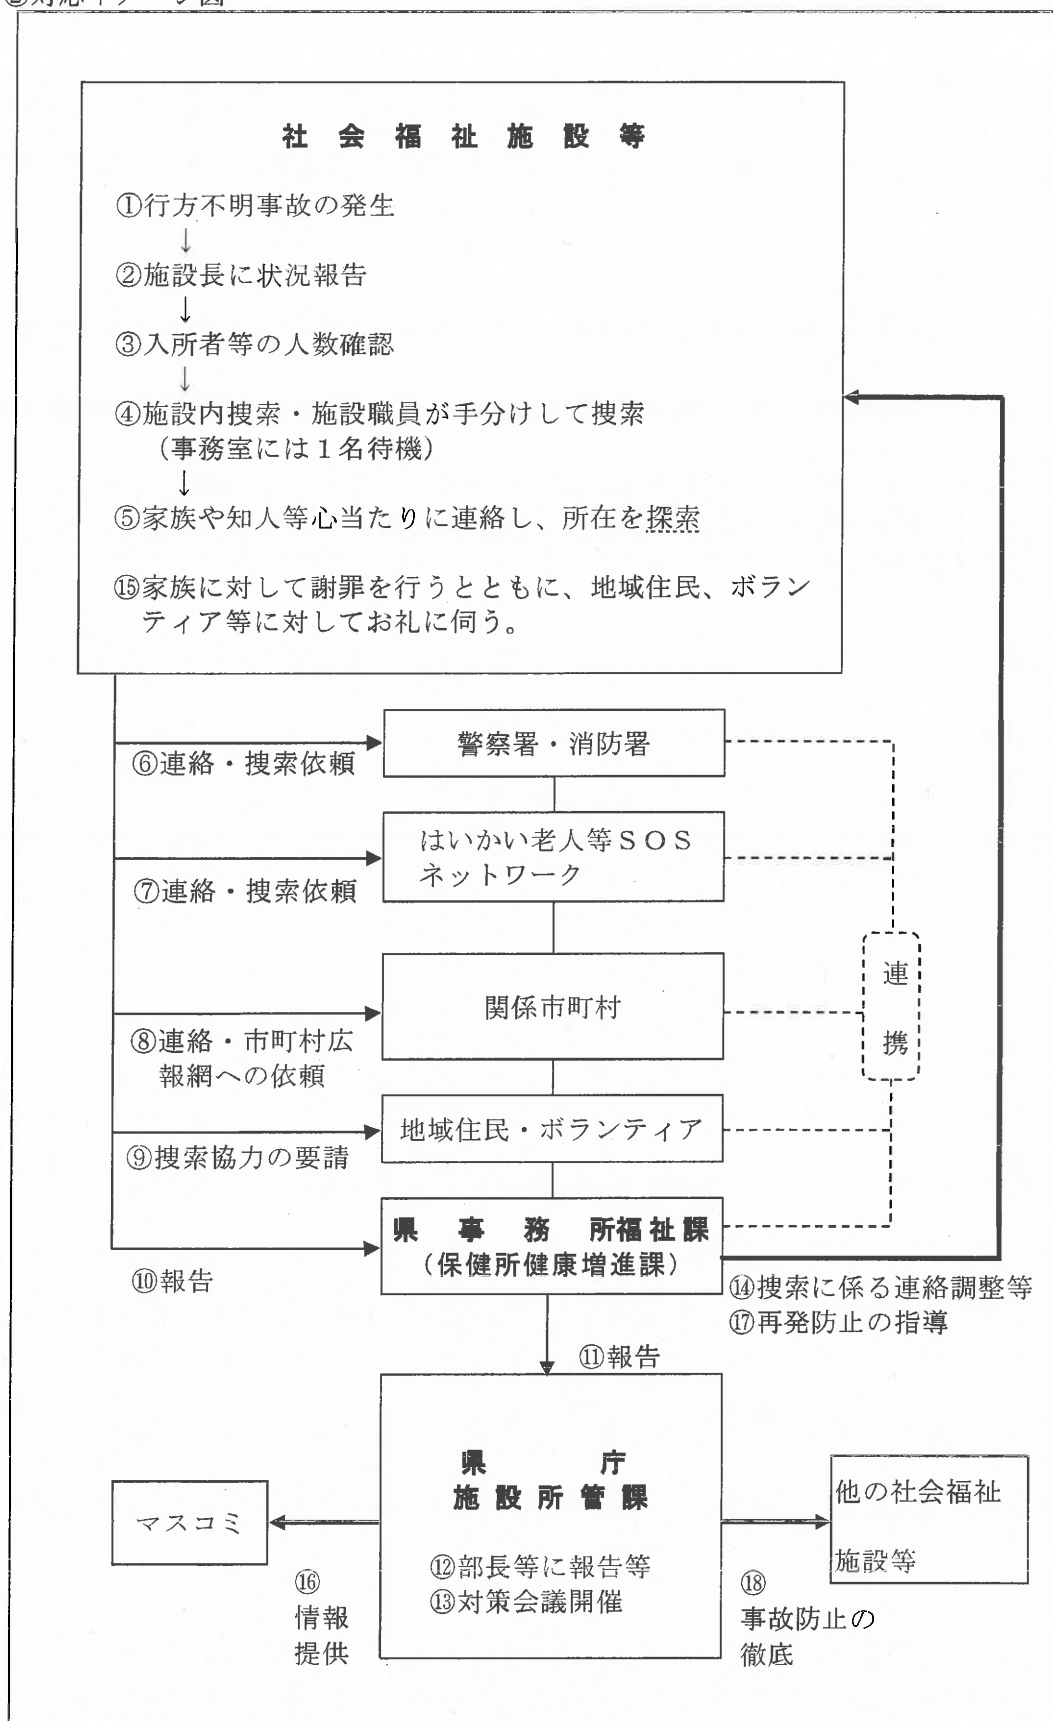 社会福祉施設等
①行方不明事故の発生
↓
②施設長に状況報告
↓
③入所者等の人数確認
↓
④施設内捜索・施設職員が手分けして捜索
（事務室には１名待機）
↓
⑤家族や知人等心当たりに連絡し、所在を探索
⑮家族に対して謝罪を行うとともに、地域住民、ボラン
ティア等に対してお礼に伺う。
警察署・消防署
⑥連絡・捜索依頼
はいかい老人等ＳＯＳ
ネットワーク
⑦連絡・捜索依頼
連
携
関係市町村
⑧連絡・市町村広
報網への依頼
地域住民・ボランティア
⑨捜索協力の要請
県事務所福祉課
（保健所健康増進課）
⑩報告
⑭捜索に係る連絡調整等
⑰再発防止の指導
⑪報告
県庁
施設所管課
⑫部長等に報告等
⑬対策会議開催
マスコミ
⑯
情報
提供
他の社会福祉
施設等
⑱
事故防止の
徹底